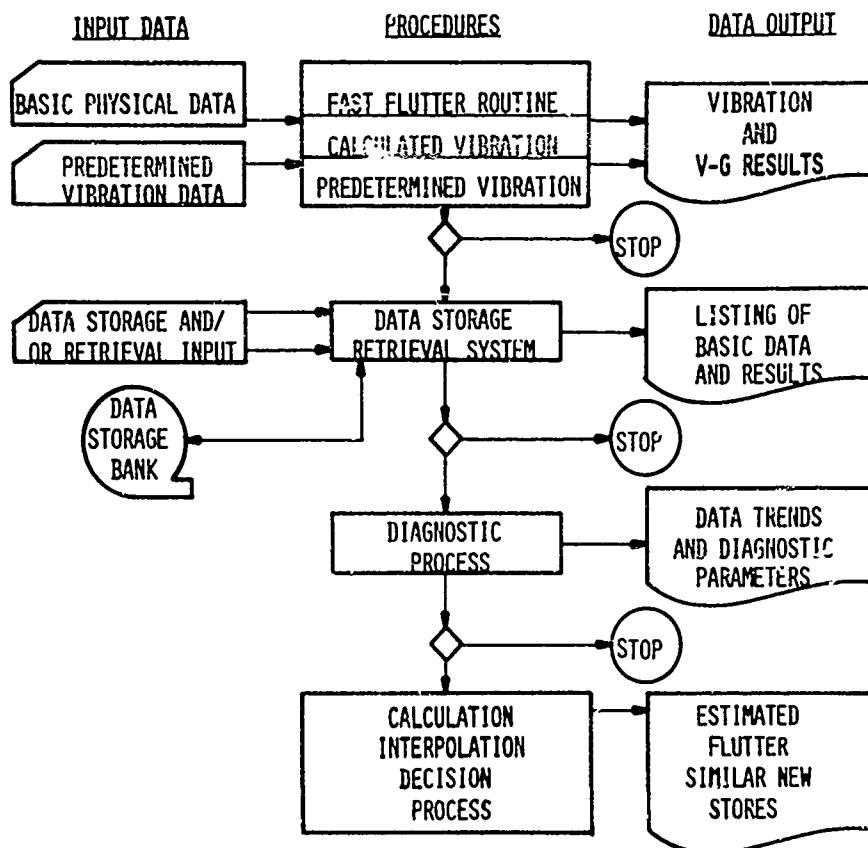 INPUT DATA
PROCEDURES
DATA OUTPUT
BASIC PHYSICAL DATA
FAST FLUTTER ROUTINE
CALCULATED VIBRATION
PREDETERMINED VIBRATION
VIBRATION
AND
V-G RESULTS
PREDETERMINED
VIBRATION DATA
STOP
DATA STORAGE AND/
OR RETRIEVAL INPUT
DATA STORAGE
RETRIEVAL SYSTEM
LISTING OF
BASIC DATA
AND RESULTS
DATA
STORAGE
BANK
STOP
DIAGNOSTIC
PROCESS
DATA TRENDS
AND DIAGNOSTIC
PARAMETERS
STOP
CALCULATION
INTERPOLATION
DECISION
PROCESS
ESTIMATED
FLUTTER
SIMILAR NEW
STORES